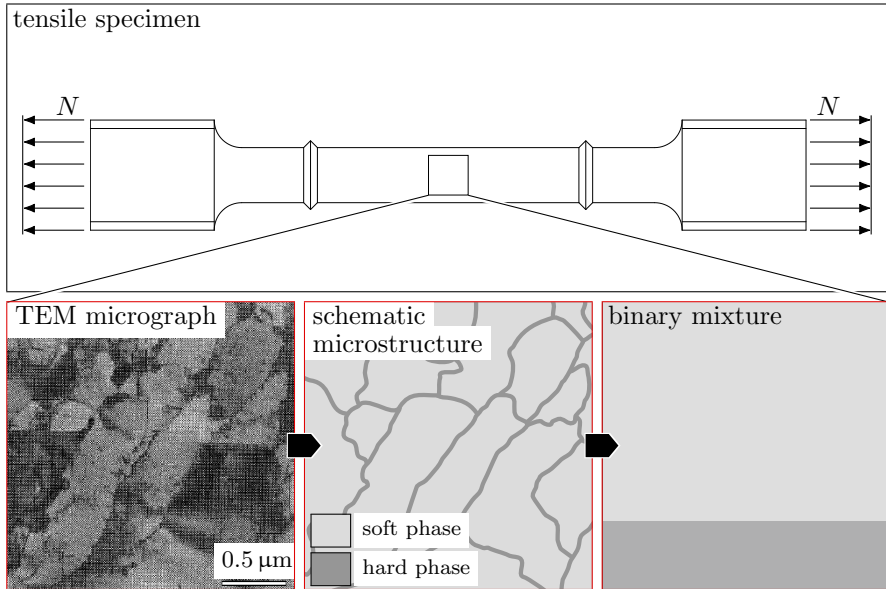 tensile specimen
N
N
TEM micrograph
schematic
microstructure
binary mixture
soft phase
hard phase
0.5 μm